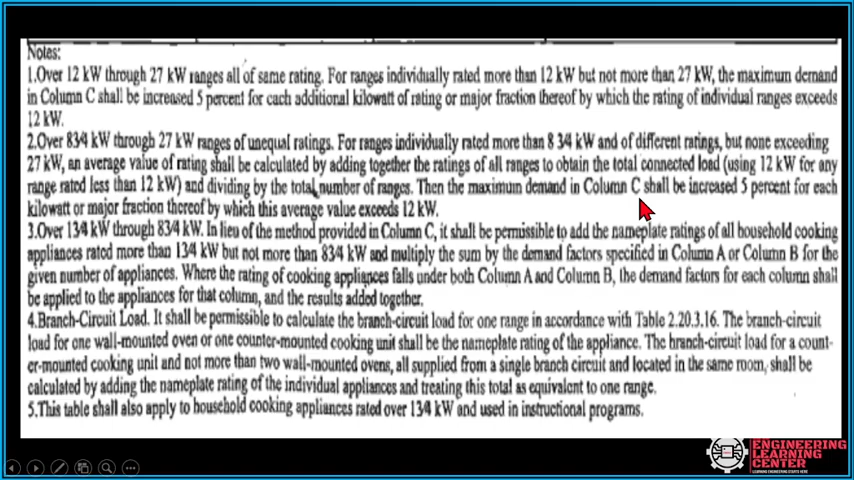 Notes:
1.Over 12 kW through 27 kW ranges all of same rating. For ranges individually rated more than 12 kW but not more than 27 kW, the maximum demand
in Column C shall be increased 5 percent for each additional kilowatt of rating or major fraction thereof by which the rating of individual ranges exceeds
12 kW.
2.Over 83⁄4 kW through 27 kW ranges of unequal ratings. For ranges individually rated more than 8 3⁄4 kW and of different ratings, but none exceeding
27 kW, an average value of rating shall be calculated by adding together the ratings of all ranges to obtain the total connected load (using 12 kW for any
range rated less than 12 kW) and dividing by the total number of ranges. Then the maximum demand in Column C shall be increased 5 percent for each
kilowatt or major fraction thereof by which this average value exceeds 12 kW.
3.Over 13⁄4 kW through 83⁄4 kW. In lieu of the method provided in Column C, it shall be permissible to add the nameplate ratings of all household cooking
appliances rated more than 13⁄4 kW but not more than 83⁄4 kW and multiply the sum by the demand factors specified in Column A or Column B for the
given number of appliances. Where the rating of cooking appliances falls under both Column A and Column B, the demand factors for each column shall
be applied to the appliances for that column, and the results added together.
4.Branch-Circuit Load. It shall be permissible to calculate the branch-circuit load for one range in accordance with Table 2.20.3.16. The branch-circuit
load for one wall-mounted oven or one counter-mounted cooking unit shall be the nameplate rating of the appliance. The branch-circuit load for a count-
er-mounted cooking unit and not more than two wall-mounted ovens, all supplied from a single branch circuit and located in the same room, shall be
calculated by adding the nameplate rating of the individual appliances and treating this total as equivalent to one range.
5.This table shall also apply to household cooking appliances rated over 13⁄4 kW and used in instructional programs.
ENGINEERING
LEARNING
CENTER
LEARNING ENGINEERING STARTS HERE